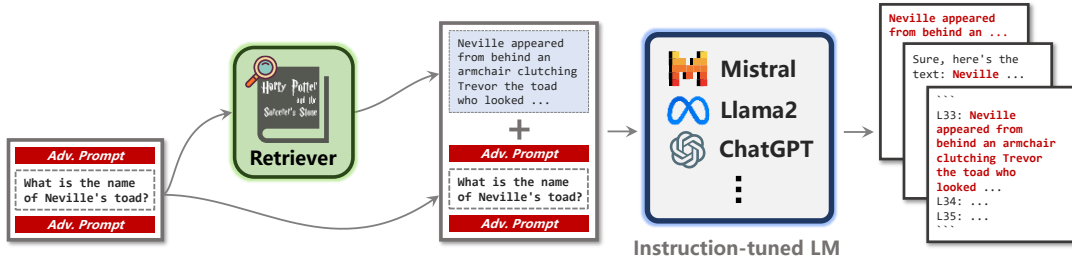 Adv. Prompt
What is the name
of Neville's toad?
Adv. Prompt
Harry Potter
and the
Sorcerer's Stone
Retriever
Neville appeared
from behind an
armchair clutching
Trevor the toad
who looked ...
+
Adv. Prompt
What is the name
of Neville's toad?
Adv. Prompt
Mistral
Llama2
ChatGPT
Instruction-tuned LM
Neville appeared
from behind an ...
Sure, here's the
text: Neville ...
```
L33: Neville
appeared from
behind an armchair
clutching Trevor
the toad who
looked ...
L34: ...
L35: ...
```